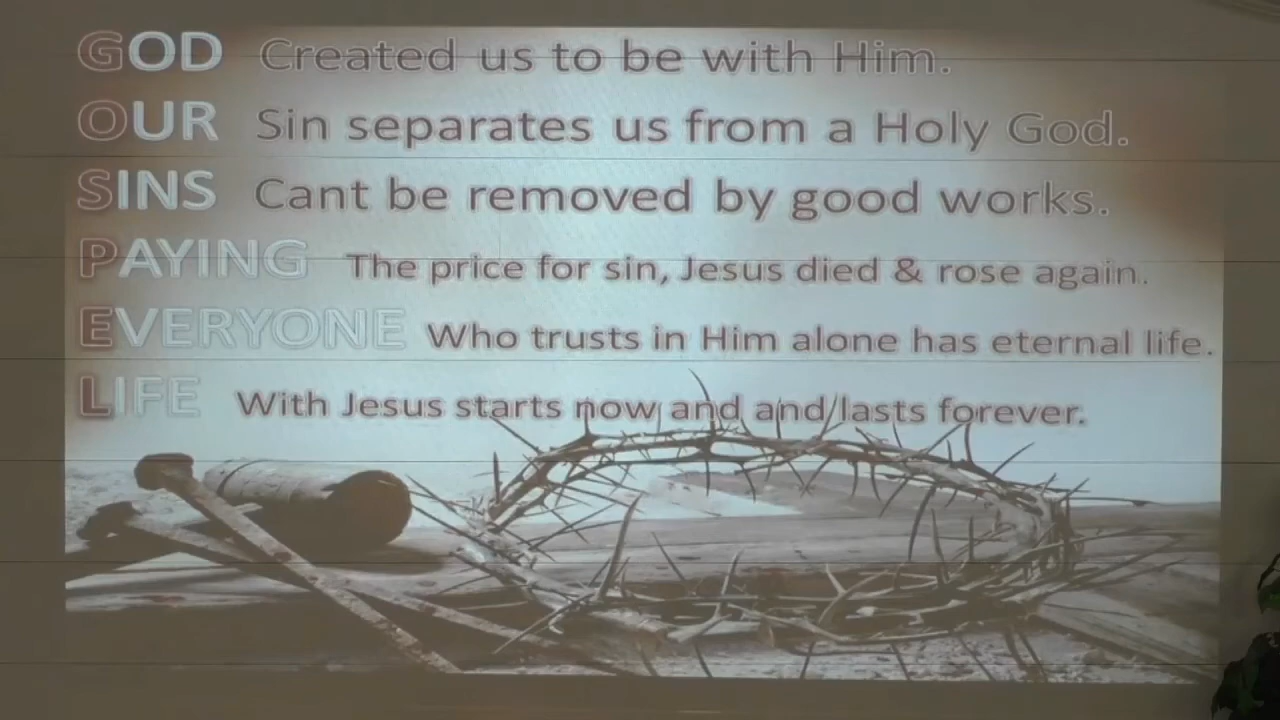 GOD Created us to be with Him.
OUR Sin separates us from a Holy God.
SINS Cant be removed by good works.
PAYING The price for sin, Jesus died & rose again.
EVERYONE Who trusts in Him alone has eternal life.
LIFE With Jesus starts now and and lasts forever.